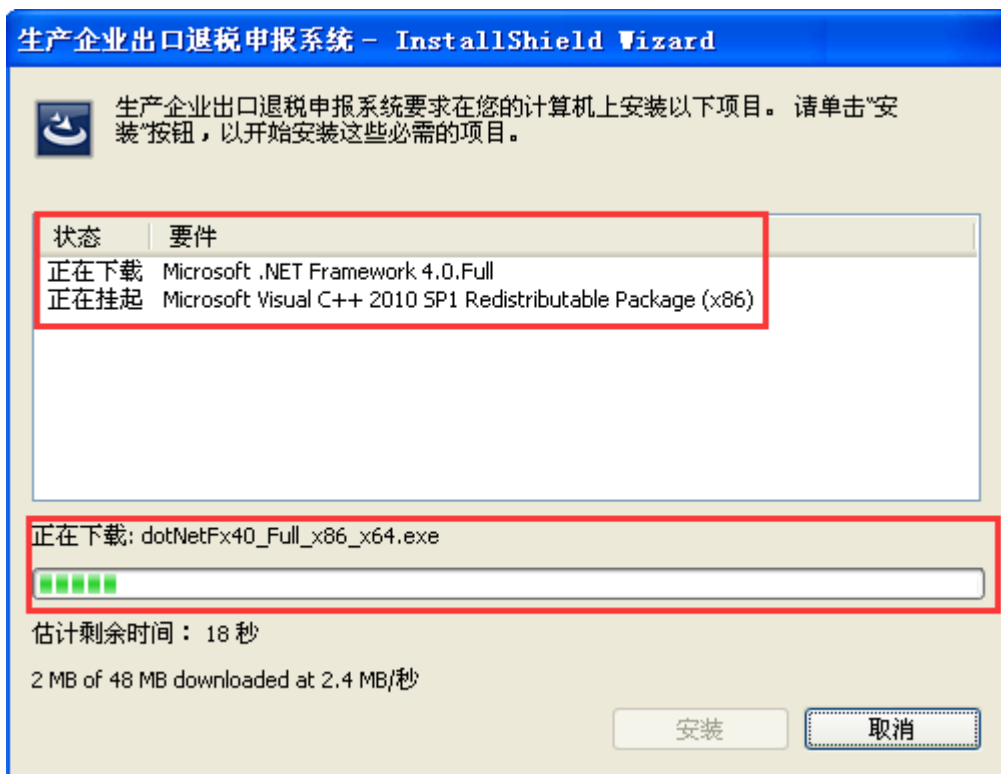 生产企业出口退税申报系统 - InstallShield Wizard
生产企业出口退税申报系统要求在您的计算机上安装以下项目。 请单击“安
装”按钮，以开始安装这些必需的项目。
状态 要件
正在下载 Microsoft .NET Framework 4.0.Full
正在挂起 Microsoft Visual C++ 2010 SP1 Redistributable Package (x86)
正在下载: dotNetFx40_Full_x86_x64.exe
估计剩余时间： 18 秒
2 MB of 48 MB downloaded at 2.4 MB/秒
安装 取消